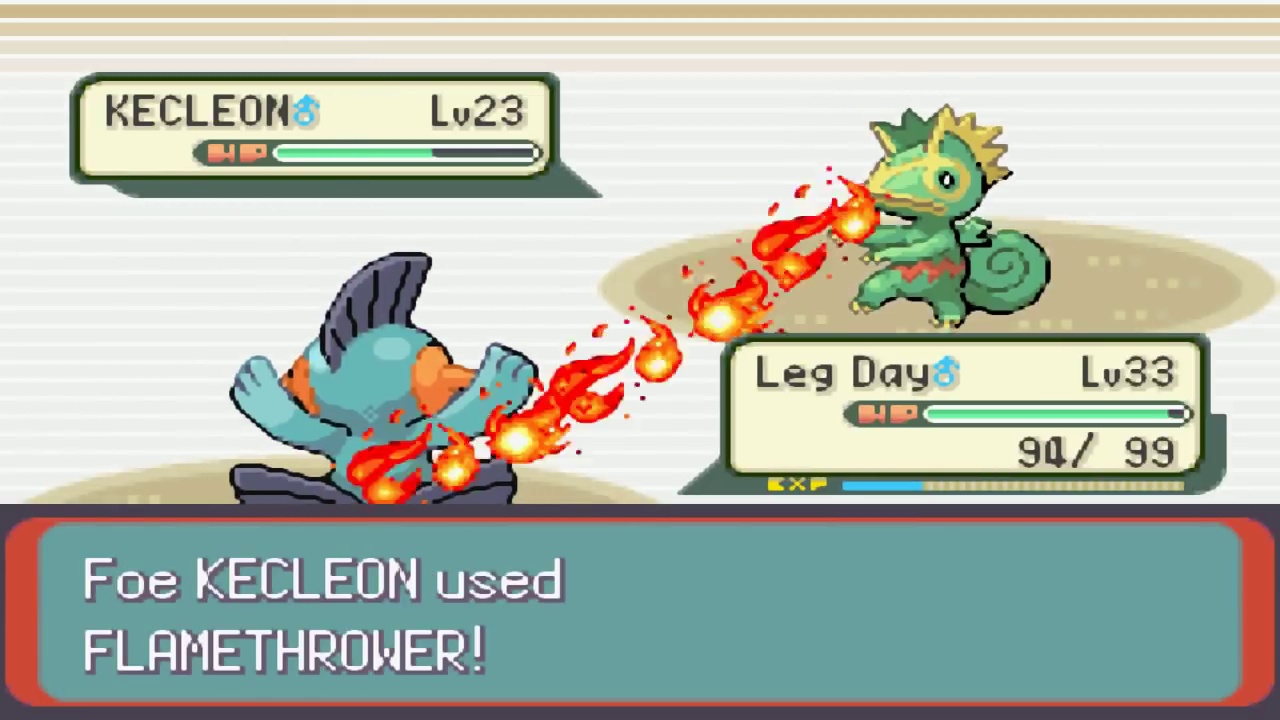 KECLEON♂ Lv23
HP
Leg Day♂ Lv33
HP
94/ 99
EXP
Foe KECLEON used
FLAMETHROWER!